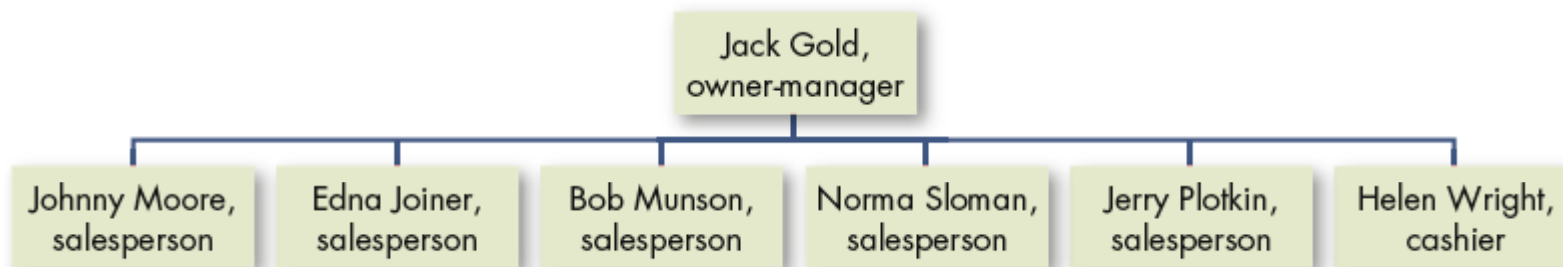 Jack Gold,
owner-manager
Johnny Moore,
salesperson
Edna Joiner,
salesperson
Bob Munson,
salesperson
Norma Sloman,
salesperson
Jerry Plotkin,
salesperson
Helen Wright,
cashier